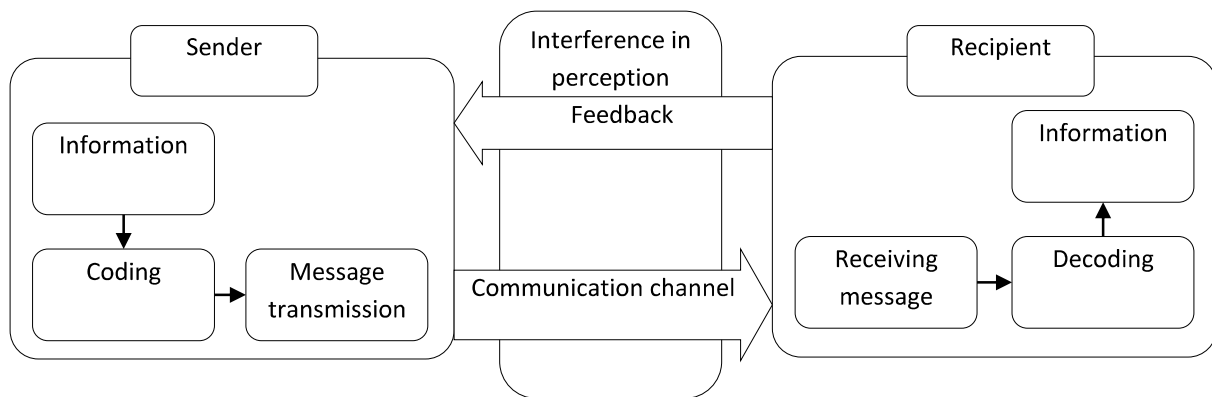 Sender
Information
Coding
Message
transmission
Interference in
perception
Feedback
Communication channel
Recipient
Information
Receiving
message
Decoding